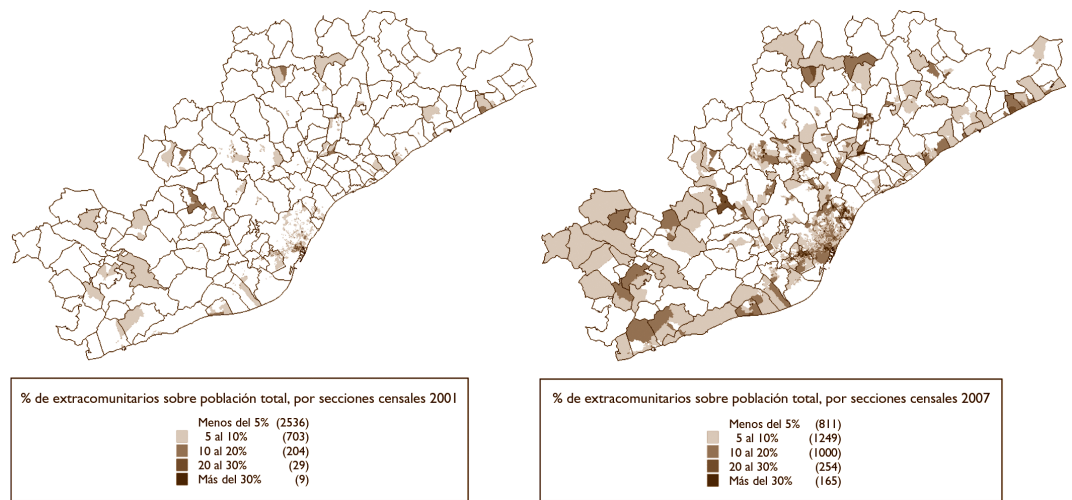 % de extracomunitarios sobre población total, por secciones censales 2001
Menos del 5% (2536)
5 al 10% (703)
10 al 20% (204)
20 al 30% (29)
Más del 30% (9)
% de extracomunitarios sobre población total, por secciones censales 2007
Menos del 5% (811)
5 al 10% (1249)
10 al 20% (1000)
20 al 30% (254)
Más del 30% (165)